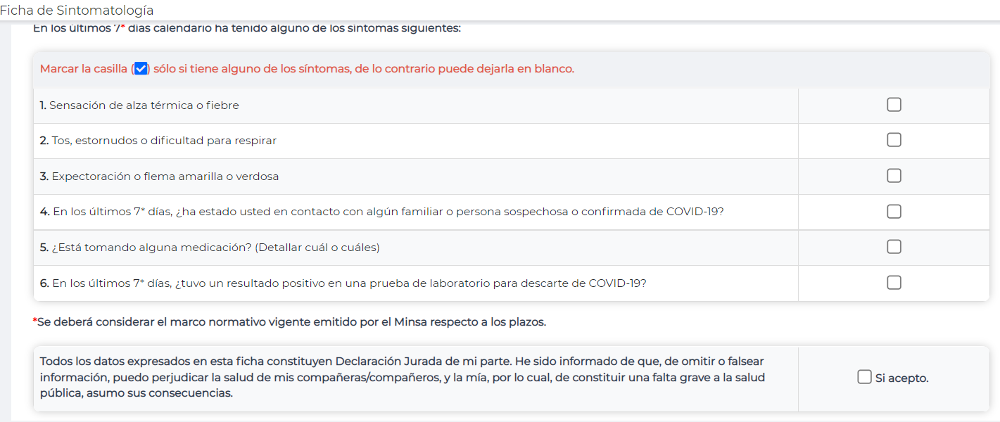 Ficha de Sintomatología
En los últimos 7* días calendario ha tenido alguno de los síntomas siguientes:
Marcar la casilla (☑) sólo si tiene alguno de los síntomas, de lo contrario puede dejarla en blanco.
1. Sensación de alza térmica o fiebre
2. Tos, estornudos o dificultad para respirar
3. Expectoración o flema amarilla o verdosa
4. En los últimos 7* días, ¿ha estado usted en contacto con algún familiar o persona sospechosa o confirmada de COVID-19?
5. ¿Está tomando alguna medicación? (Detallar cuál o cuáles)
6. En los últimos 7* días, ¿tuvo un resultado positivo en una prueba de laboratorio para descarte de COVID-19?
*Se deberá considerar el marco normativo vigente emitido por el Minsa respecto a los plazos.
Todos los datos expresados en esta ficha constituyen Declaración Jurada de mi parte. He sido informado de que, de omitir o falsear
información, puedo perjudicar la salud de mis compañeras/compañeros, y la mía, por lo cual, de constituir una falta grave a la salud
pública, asumo sus consecuencias.
Si acepto.